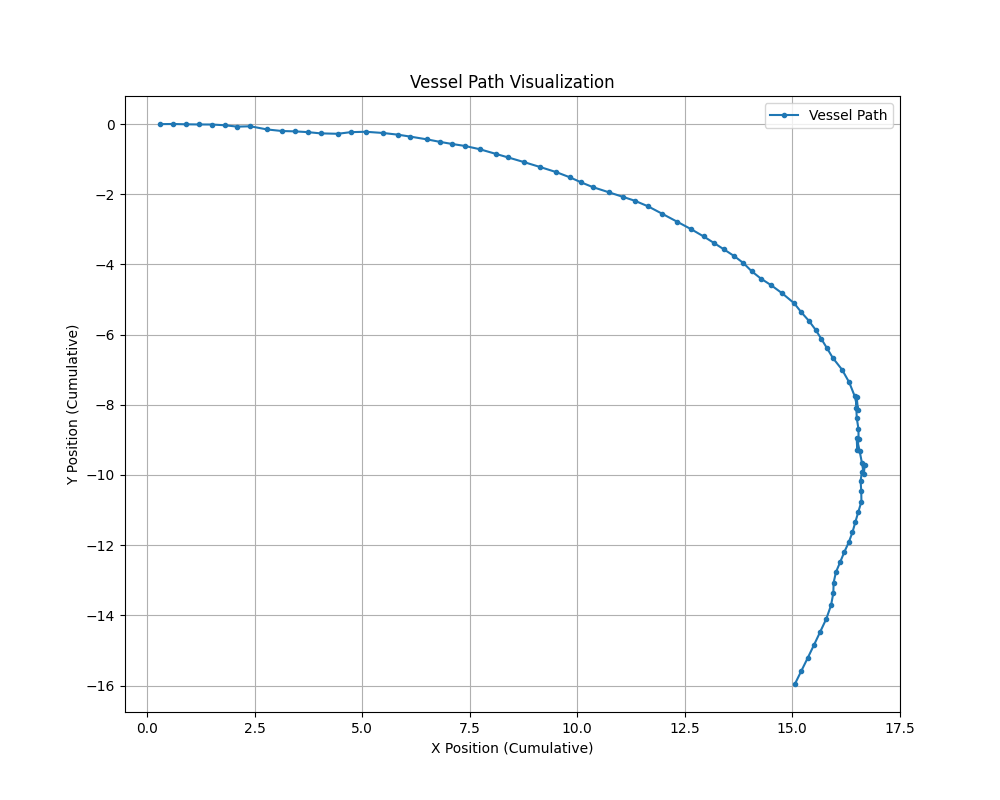 Vessel Path Visualization
Vessel Path
Y Position (Cumulative)
0
−2
−4
−6
−8
−10
−12
−14
−16
0.0 2.5 5.0 7.5 10.0 12.5 15.0 17.5
X Position (Cumulative)